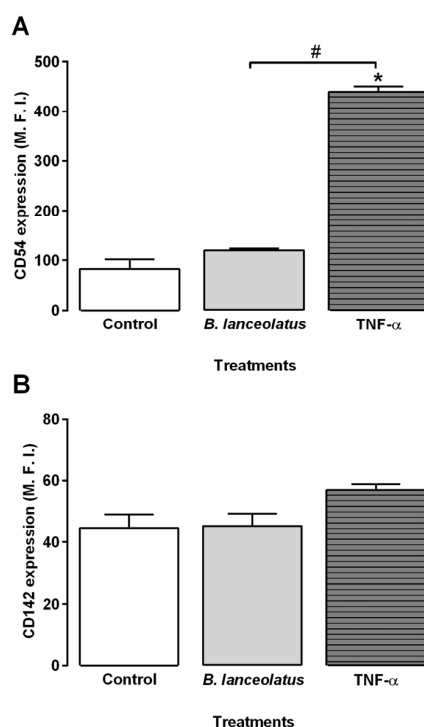 A
#
*
500
400
300
200
100
0
CD54 expression (M. F. I.)
Control
B. lanceolatus
TNF-α
Treatments
B
80
60
40
20
0
CD142 expression (M. F. I.)
Control
B. lanceolatus
TNF-α
Treatments